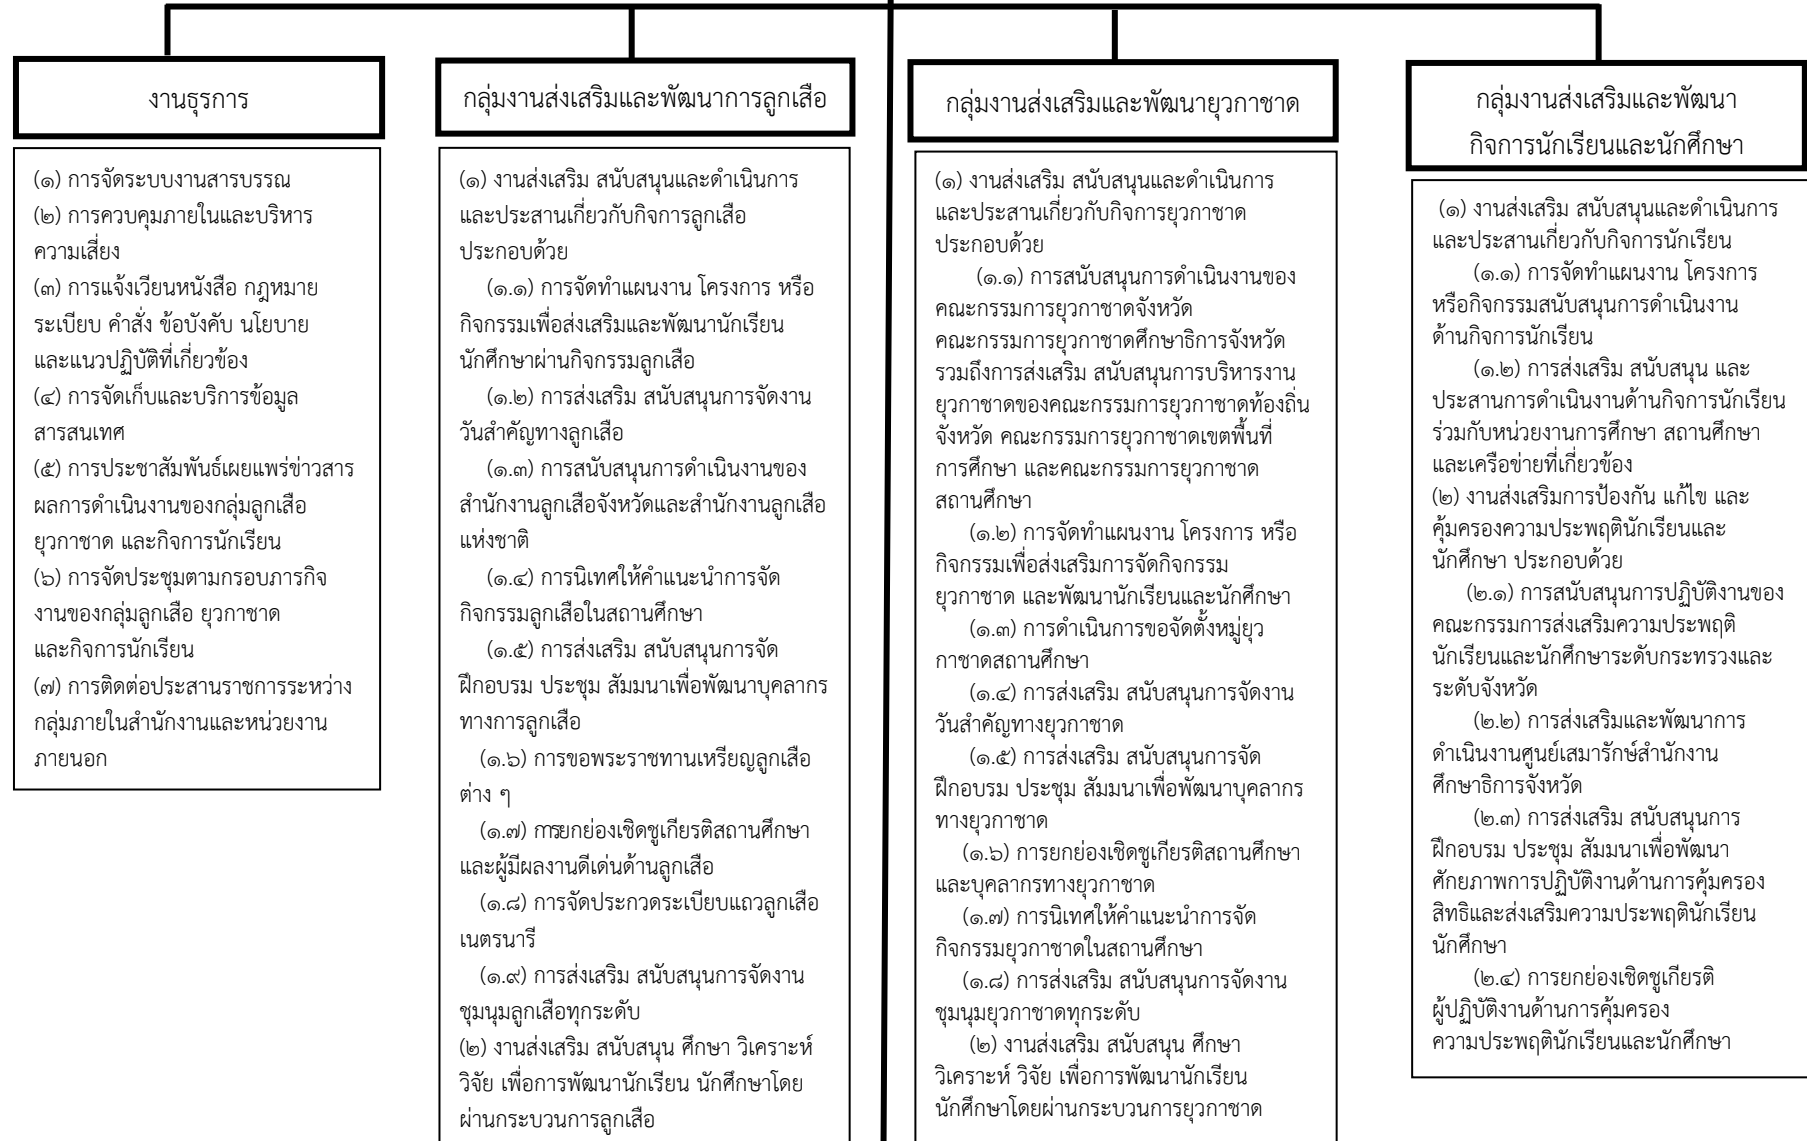 งานธุรการ
(๑) การจัดระบบงานสารบรรณ
(๒) การควบคุมภายในและบริหาร
ความเสี่ยง
(๓) การแจ้งเวียนหนังสือ กฎหมาย
ระเบียบ คำสั่ง ข้อบังคับ นโยบาย
และแนวปฏิบัติที่เกี่ยวข้อง
(๔) การจัดเก็บและบริการข้อมูล
สารสนเทศ
(๕) การประชาสัมพันธ์เผยแพร่ข่าวสาร
ผลการดำเนินงานของกลุ่มลูกเสือ
ยุวกาชาด และกิจการนักเรียน
(๖) การจัดประชุมตามกรอบภารกิจ
งานของกลุ่มลูกเสือ ยุวกาชาด
และกิจการนักเรียน
(๗) การติดต่อประสานราชการระหว่าง
กลุ่มภายในสำนักงานและหน่วยงาน
ภายนอก
กลุ่มงานส่งเสริมและพัฒนาการลูกเสือ
(๑) งานส่งเสริม สนับสนุนและดำเนินการ
และประสานเกี่ยวกับกิจการลูกเสือ
ประกอบด้วย
(๑.๑) การจัดทำแผนงาน โครงการ หรือ
กิจกรรมเพื่อส่งเสริมและพัฒนานักเรียน
นักศึกษาผ่านกิจกรรมลูกเสือ
(๑.๒) การส่งเสริม สนับสนุนการจัดงาน
วันสำคัญทางลูกเสือ
(๑.๓) การสนับสนุนการดำเนินงานของ
สำนักงานลูกเสือจังหวัดและสำนักงานลูกเสือ
แห่งชาติ
(๑.๔) การนิเทศให้คำแนะนำการจัด
กิจกรรมลูกเสือในสถานศึกษา
(๑.๕) การส่งเสริม สนับสนุนการจัด
ฝึกอบรม ประชุม สัมมนาเพื่อพัฒนาบุคลากร
ทางการลูกเสือ
(๑.๖) การขอพระราชทานเหรียญลูกเสือ
ต่าง ๆ
(๑.๗) การยกย่องเชิดชูเกียรติสถานศึกษา
และผู้มีผลงานดีเด่นด้านลูกเสือ
(๑.๘) การจัดประกวดระเบียบแถวลูกเสือ
เนตรนารี
(๑.๙) การส่งเสริม สนับสนุนการจัดงาน
ชุมนุมลูกเสือทุกระดับ
(๒) งานส่งเสริม สนับสนุน ศึกษา วิเคราะห์
วิจัย เพื่อการพัฒนานักเรียน นักศึกษาโดย
ผ่านกระบวนการลูกเสือ
กลุ่มงานส่งเสริมและพัฒนายุวกาชาด
(๑) งานส่งเสริม สนับสนุนและดำเนินการ
และประสานเกี่ยวกับกิจการยุวกาชาด
ประกอบด้วย
(๑.๑) การสนับสนุนการดำเนินงานของ
คณะกรรมการยุวกาชาดจังหวัด
คณะกรรมการยุวกาชาดศึกษาธิการจังหวัด
รวมถึงการส่งเสริม สนับสนุนการบริหารงาน
ยุวกาชาดของคณะกรรมการยุวกาชาดท้องถิ่น
จังหวัด คณะกรรมการยุวกาชาดเขตพื้นที่
การศึกษา และคณะกรรมการยุวกาชาด
สถานศึกษา
(๑.๒) การจัดทำแผนงาน โครงการ หรือ
กิจกรรมเพื่อส่งเสริมการจัดกิจกรรม
ยุวกาชาด และพัฒนานักเรียนและนักศึกษา
(๑.๓) การดำเนินการขอจัดตั้งหมู่ยุว
กาชาดสถานศึกษา
(๑.๔) การส่งเสริม สนับสนุนการจัดงาน
วันสำคัญทางยุวกาชาด
(๑.๕) การส่งเสริม สนับสนุนการจัด
ฝึกอบรม ประชุม สัมมนาเพื่อพัฒนาบุคลากร
ทางยุวกาชาด
(๑.๖) การยกย่องเชิดชูเกียรติสถานศึกษา
และบุคลากรทางยุวกาชาด
(๑.๗) การนิเทศให้คำแนะนำการจัด
กิจกรรมยุวกาชาดในสถานศึกษา
(๑.๘) การส่งเสริม สนับสนุนการจัดงาน
ชุมนุมยุวกาชาดทุกระดับ
(๒) งานส่งเสริม สนับสนุน ศึกษา
วิเคราะห์ วิจัย เพื่อการพัฒนานักเรียน
นักศึกษาโดยผ่านกระบวนการยุวกาชาด
กลุ่มงานส่งเสริมและพัฒนา
กิจการนักเรียนและนักศึกษา
(๑) งานส่งเสริม สนับสนุนและดำเนินการ
และประสานเกี่ยวกับกิจการนักเรียน
(๑.๑) การจัดทำแผนงาน โครงการ
หรือกิจกรรมสนับสนุนการดำเนินงาน
ด้านกิจการนักเรียน
(๑.๒) การส่งเสริม สนับสนุน และ
ประสานการดำเนินงานด้านกิจการนักเรียน
ร่วมกับหน่วยงานการศึกษา สถานศึกษา
และเครือข่ายที่เกี่ยวข้อง
(๒) งานส่งเสริมการป้องกัน แก้ไข และ
คุ้มครองความประพฤตินักเรียนและ
นักศึกษา ประกอบด้วย
(๒.๑) การสนับสนุนการปฏิบัติงานของ
คณะกรรมการส่งเสริมความประพฤติ
นักเรียนและนักศึกษาระดับกระทรวงและ
ระดับจังหวัด
(๒.๒) การส่งเสริมและพัฒนาการ
ดำเนินงานศูนย์เสมารักษ์สำนักงาน
ศึกษาธิการจังหวัด
(๒.๓) การส่งเสริม สนับสนุนการ
ฝึกอบรม ประชุม สัมมนาเพื่อพัฒนา
ศักยภาพการปฏิบัติงานด้านการคุ้มครอง
สิทธิและส่งเสริมความประพฤตินักเรียน
นักศึกษา
(๒.๔) การยกย่องเชิดชูเกียรติ
ผู้ปฏิบัติงานด้านการคุ้มครอง
ความประพฤตินักเรียนและนักศึกษา